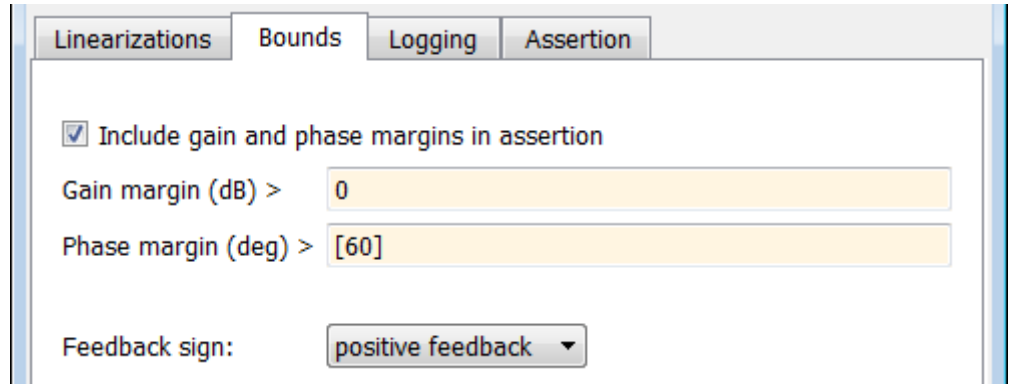 Linearizations Bounds Logging Assertion
Include gain and phase margins in assertion
Gain margin (dB) > 0
Phase margin (deg) > [60]
Feedback sign: positive feedback